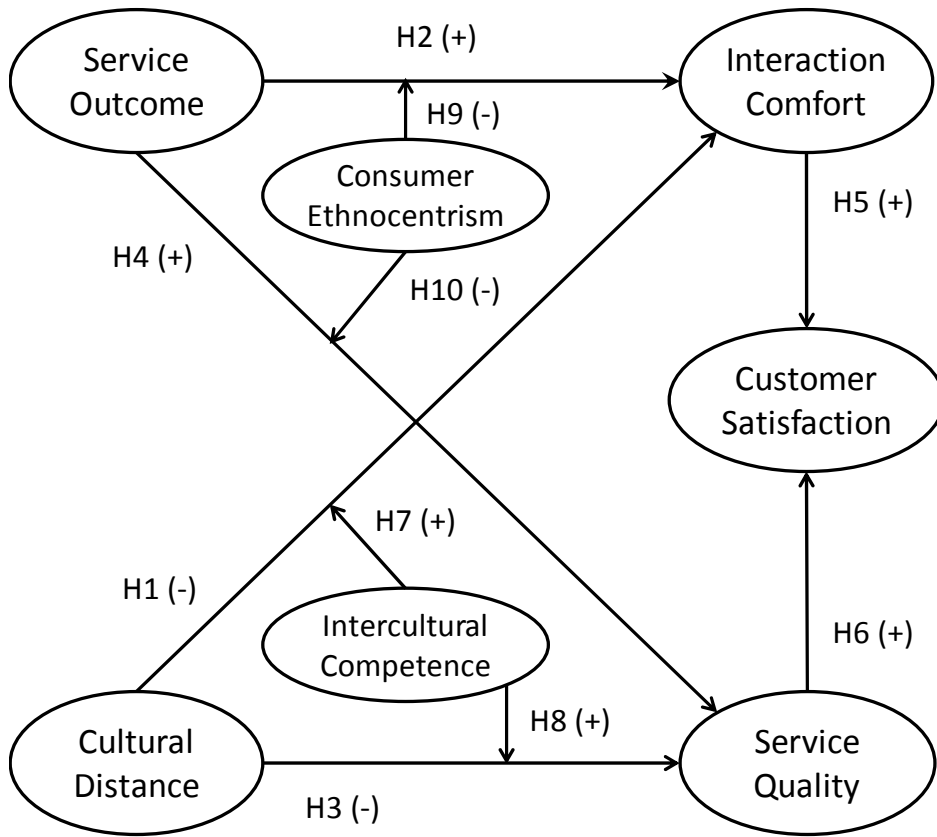 Service
Outcome
H2 (+)
Interaction
Comfort
H9 (-)
Consumer
Ethnocentrism
H4 (+)
H10 (-)
H5 (+)
Customer
Satisfaction
H7 (+)
H1 (-)
Intercultural
Competence
H6 (+)
H8 (+)
Cultural
Distance
H3 (-)
Service
Quality